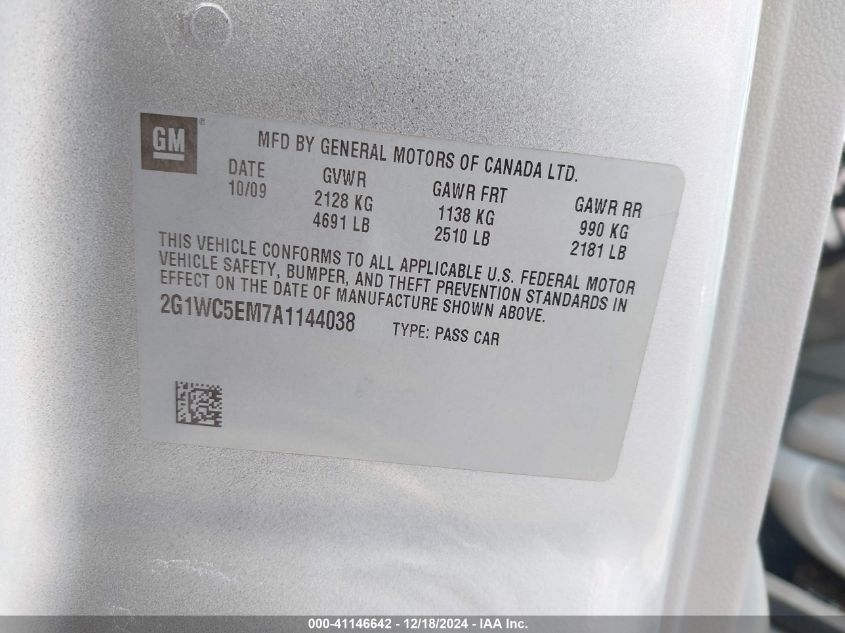 GM ®
MFD BY GENERAL MOTORS OF CANADA LTD.
DATE GVWR GAWR FRT GAWR RR
10/09 2128 KG 1138 KG 990 KG
4691 LB 2510 LB 2181 LB
THIS VEHICLE CONFORMS TO ALL APPLICABLE U.S. FEDERAL MOTOR
VEHICLE SAFETY, BUMPER, AND THEFT PREVENTION STANDARDS IN
EFFECT ON THE DATE OF MANUFACTURE SHOWN ABOVE.
2G1WC5EM7A1144038 TYPE: PASS CAR
000-41146642 - 12/18/2024 - IAA Inc.